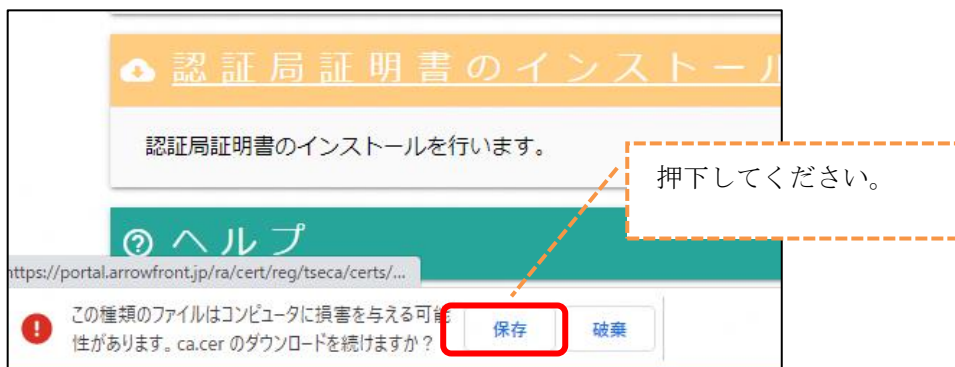 認証局証明書のインストール
認証局証明書のインストールを行います。
押下してください。
ヘルプ
https://portal.arrowfront.jp/ra/cert/reg/tseca/certs/...
この種類のファイルはコンピュータに損害を与える可能
性があります。ca.cer のダウンロードを続けますか？
保存
破棄